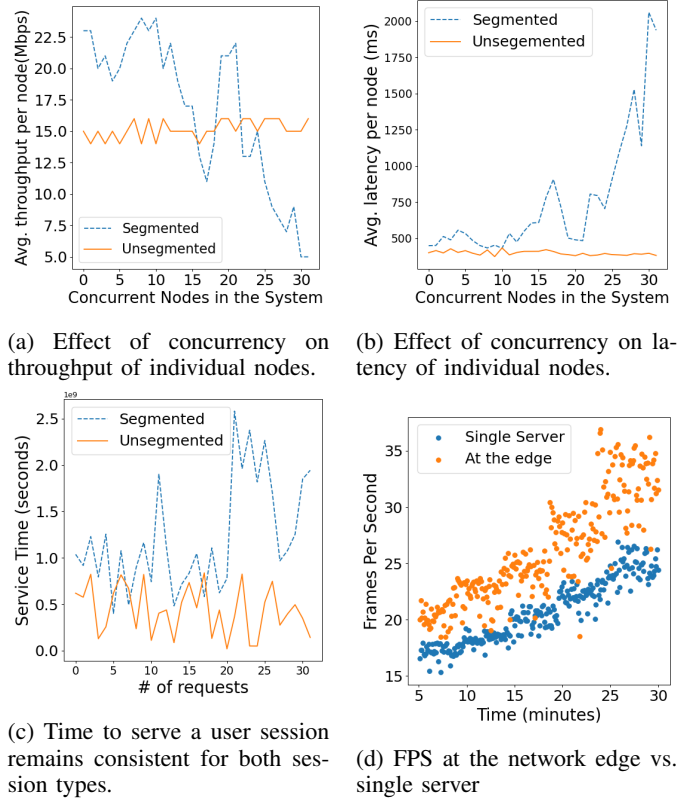 22.5
20.0
17.5
15.0
12.5
10.0
7.5
5.0
Avg. throughput per node(Mbps)
Segmented
Unsegmented
0 5 10 15 20 25 30
Concurrent Nodes in the System
2000
1750
1500
1250
1000
750
500
Avg. latency per node (ms)
Segmented
Unsegemented
0 5 10 15 20 25 30
Concurrent Nodes in the System
(a) Effect of concurrency on
throughput of individual nodes.
(b) Effect of concurrency on la-
tency of individual nodes.
1e9
2.5
2.0
1.5
1.0
0.5
0.0
Service Time (seconds)
Segmented
Unsegmented
0 5 10 15 20 25 30
# of requests
35
30
25
20
15
Frames Per Second
Single Server
At the edge
5 10 15 20 25 30
Time (minutes)
(c) Time to serve a user session
remains consistent for both ses-
sion types.
(d) FPS at the network edge vs.
single server